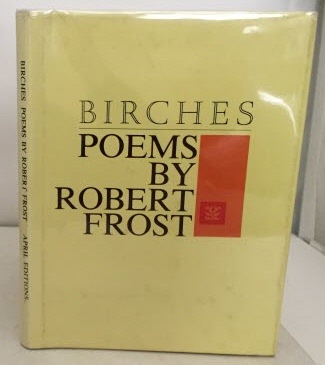 BIRCHES
POEMS
BY
ROBERT
FROST
BIRCHES POEMS BY ROBERT FROST APRIL EDITIONS